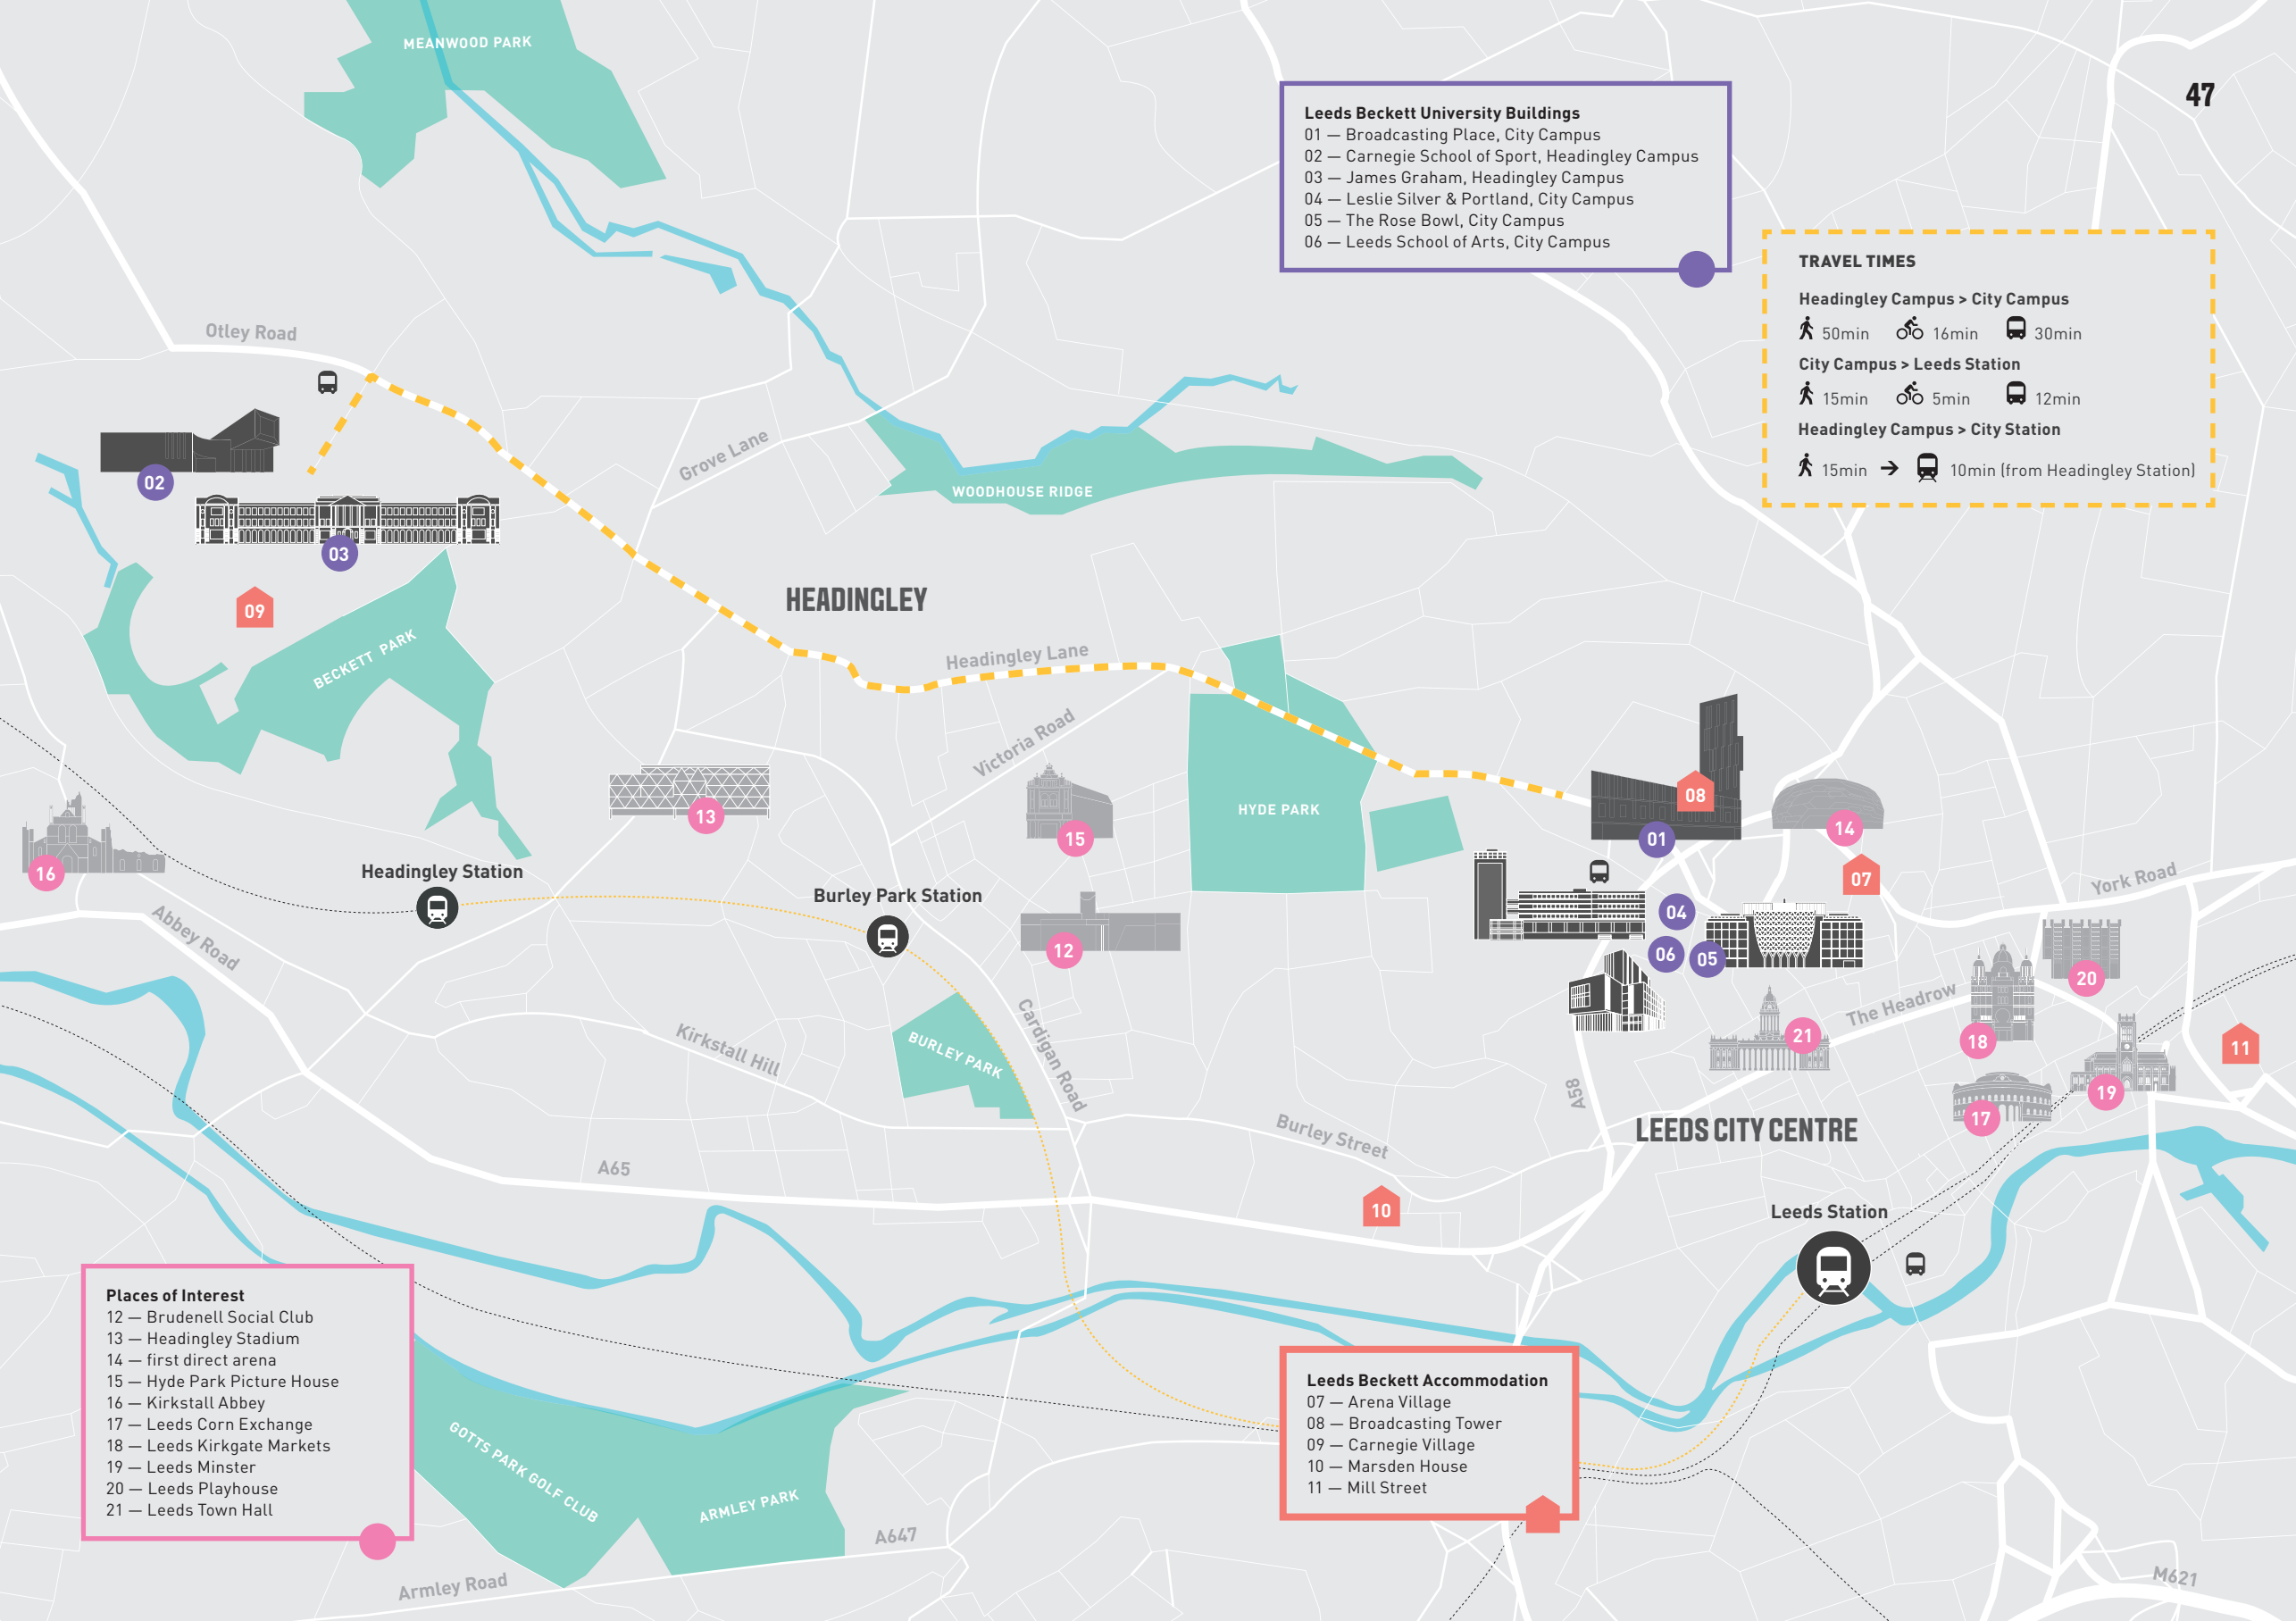 MEANWOOD PARK
47
Leeds Beckett University Buildings
01 — Broadcasting Place, City Campus
02 — Carnegie School of Sport, Headingley Campus
03 — James Graham, Headingley Campus
04 — Leslie Silver & Portland, City Campus
05 — The Rose Bowl, City Campus
06 — Leeds School of Arts, City Campus
TRAVEL TIMES
Headingley Campus > City Campus
50min 16min 30min
City Campus > Leeds Station
15min 5min 12min
Headingley Campus > City Station
15min → 10min (from Headingley Station)
Otley Road
Grove Lane
WOODHOUSE RIDGE
02
03
09
HEADINGLEY
BECKETT PARK
Headingley Lane
Victoria Road
HYDE PARK
08
01
14
13
15
16
07
Headingley Station
Burley Park Station
York Road
Abbey Road
12
04
06
05
20
The Headrow
18
21
11
Cardigan Road
Kirkstall Hill
BURLEY PARK
A58
19
17
Burley Street
LEEDS CITY CENTRE
A65
10
Leeds Station
Places of Interest
12 — Brudenell Social Club
13 — Headingley Stadium
14 — first direct arena
15 — Hyde Park Picture House
16 — Kirkstall Abbey
17 — Leeds Corn Exchange
18 — Leeds Kirkgate Markets
19 — Leeds Minster
20 — Leeds Playhouse
21 — Leeds Town Hall
Leeds Beckett Accommodation
07 — Arena Village
08 — Broadcasting Tower
09 — Carnegie Village
10 — Marsden House
11 — Mill Street
GOTTS PARK GOLF CLUB
ARMLEY PARK
A647
Armley Road
M621